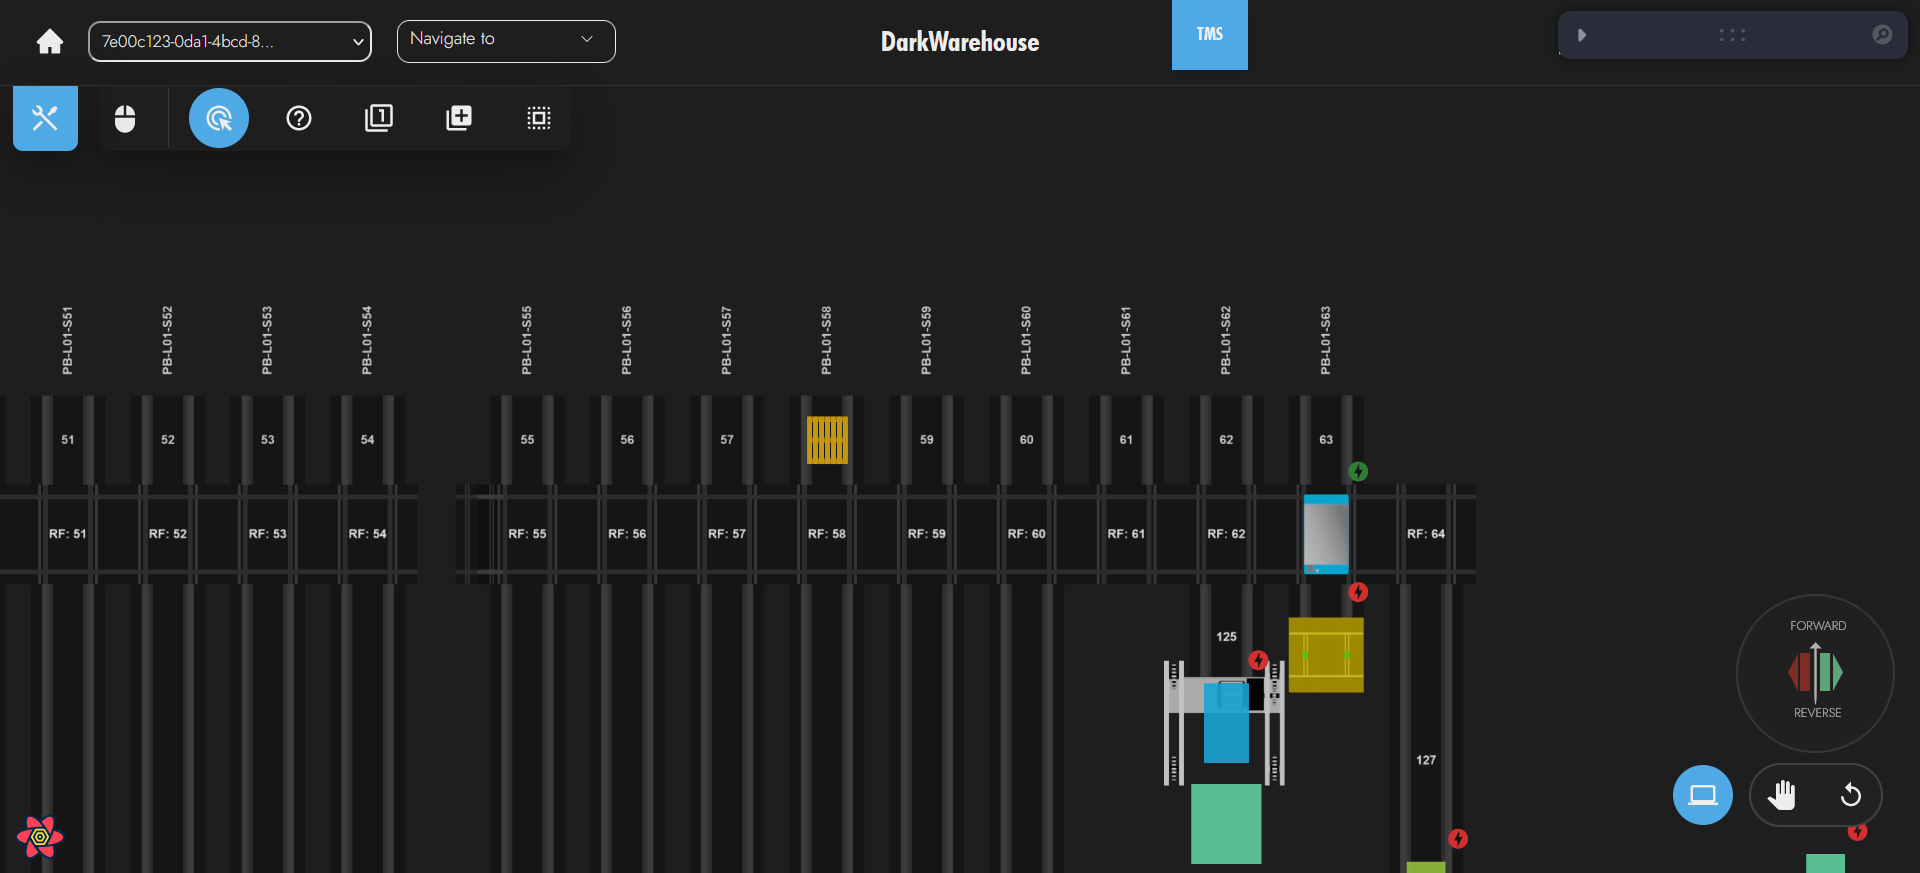 7e00c123-0da1-4bcd-8...
Navigate to
DarkWarehouse
TMS
1
PB-L01-S51
PB-L01-S52
PB-L01-S53
PB-L01-S54
PB-L01-S55
PB-L01-S56
PB-L01-S57
PB-L01-S58
PB-L01-S59
PB-L01-S60
PB-L01-S61
PB-L01-S62
PB-L01-S63
51
52
53
54
55
56
57
59
60
61
62
63
RF: 51
RF: 52
RF: 53
RF: 54
RF: 55
RF: 56
RF: 57
RF: 58
RF: 59
RF: 60
RF: 61
RF: 62
RF: 64
125
FORWARD
REVERSE
127